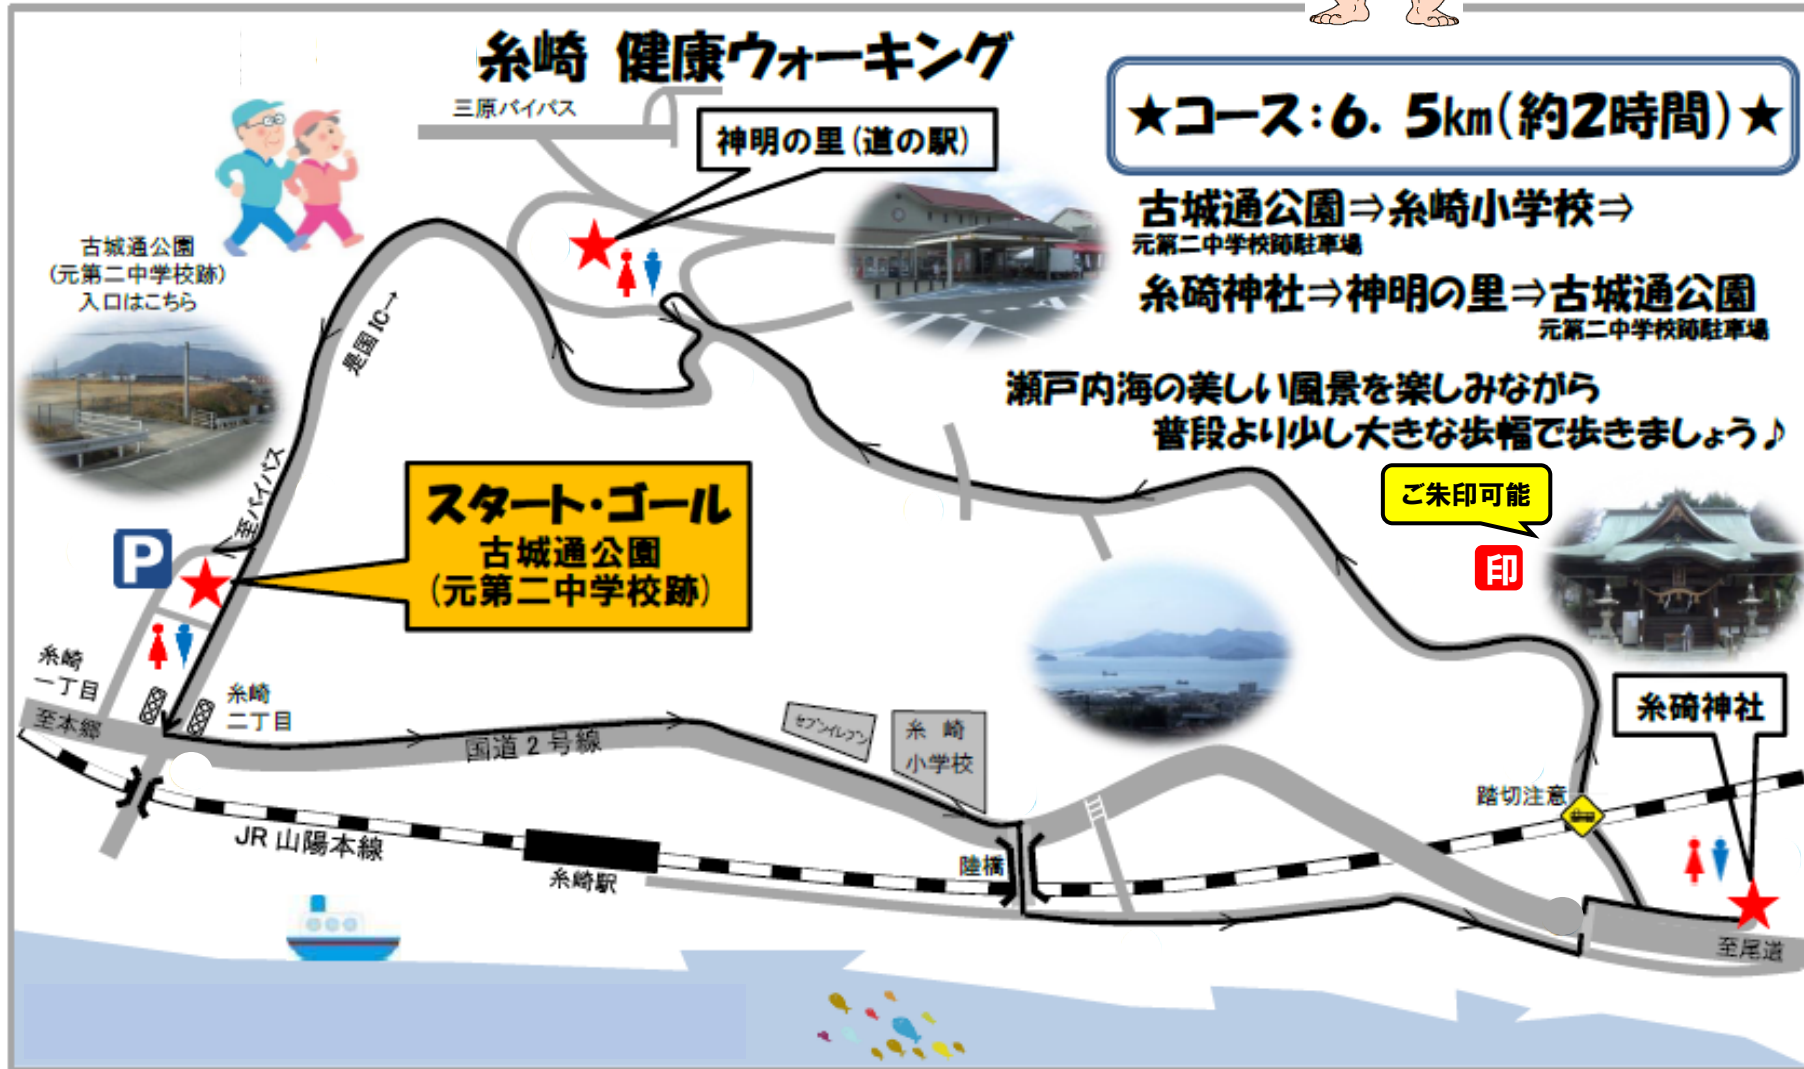 糸崎 健康ウォーキング
三原バイパス
神明の里(道の駅)
★コース:6.5km(約2時間)★
古城通公園⇒糸崎小学校⇒
元第二中学校跡駐車場
糸碕神社⇒神明の里⇒古城通公園
元第二中学校跡駐車場
瀬戸内海の美しい風景を楽しみながら
普段より少し大きな歩幅で歩きましょう♪
古城通公園
(元第二中学校跡)
入口はこちら
是国IC→
至バイパス
スタート・ゴール
古城通公園
(元第二中学校跡)
P
ご朱印可能
印
糸崎
一丁目
糸崎
二丁目
至本郷
国道2号線
セブンイレブン
糸崎
小学校
糸碕神社
踏切注意
JR山陽本線
糸崎駅
陸橋
至尾道